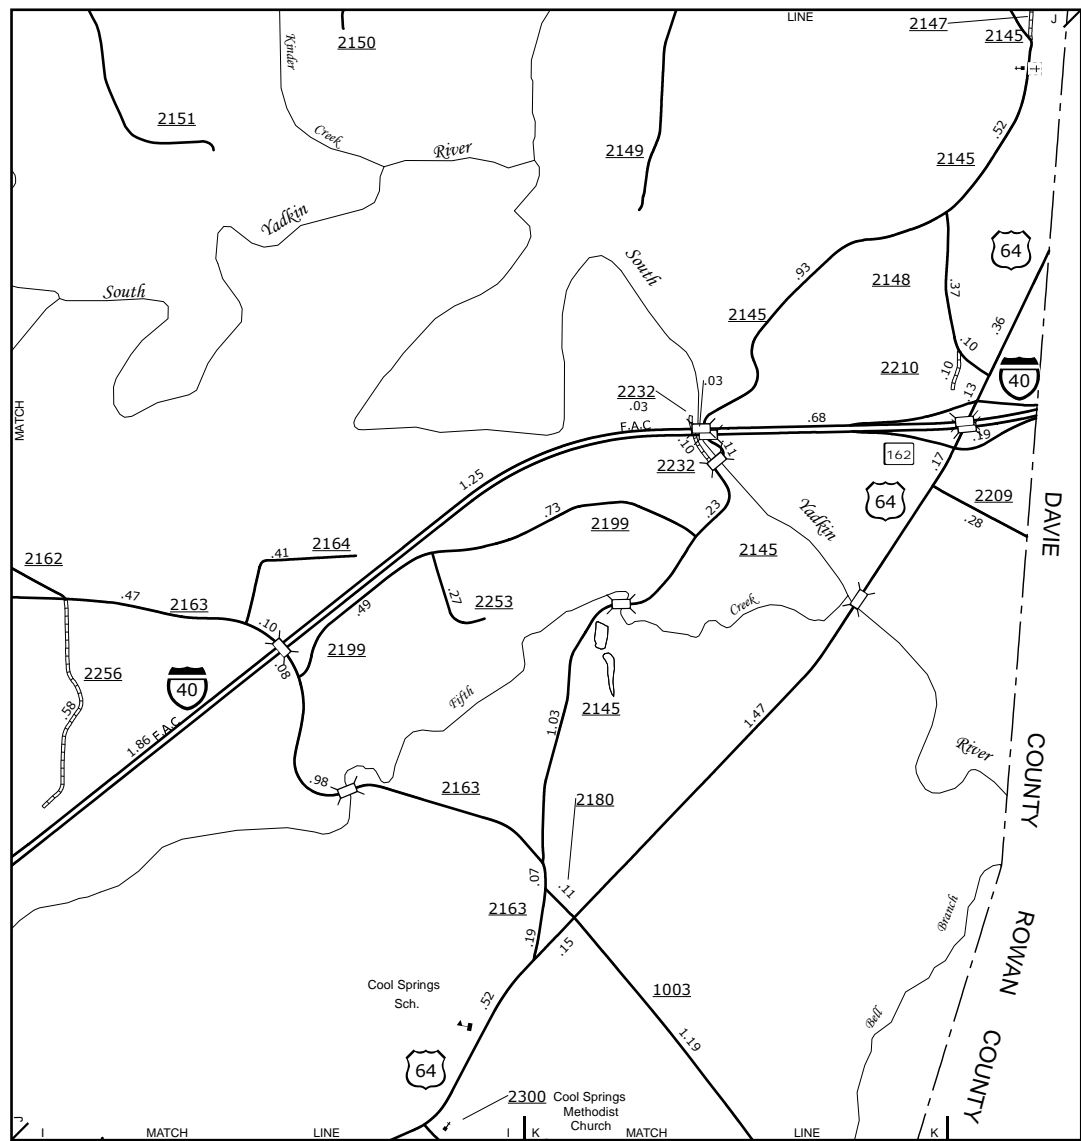 LINE
2147
2145
J
2150
Kinder
Creek
2151
River
2149
.52
2145
Yadkin
South
South
64
2148
.93
.37
2145
.36
.10
.10
2210
40
.13
MATCH
2232
.03
.03
F.A.C.
.68
.19
.10
.11
162
.17
2232
1.25
64
2209
.28
DAVIE
.73
.23
2199
Yadkin
2145
2164
.41
2162
.47
2163
.49
.27
2253
Creek
.10
.08
2199
2256
40
.58
Fifth
2145
1.03
1.47
1.86 F.A.C.
River
COUNTY
.98
2163
2180
.07
.11
2163
.19
.15
Branch
ROWAN
Cool Springs
Sch.
.52
1003
1.19
Bell
COUNTY
64
2300
Cool Springs
Methodist
Church
J
I
MATCH
LINE
I
K
MATCH
LINE
K